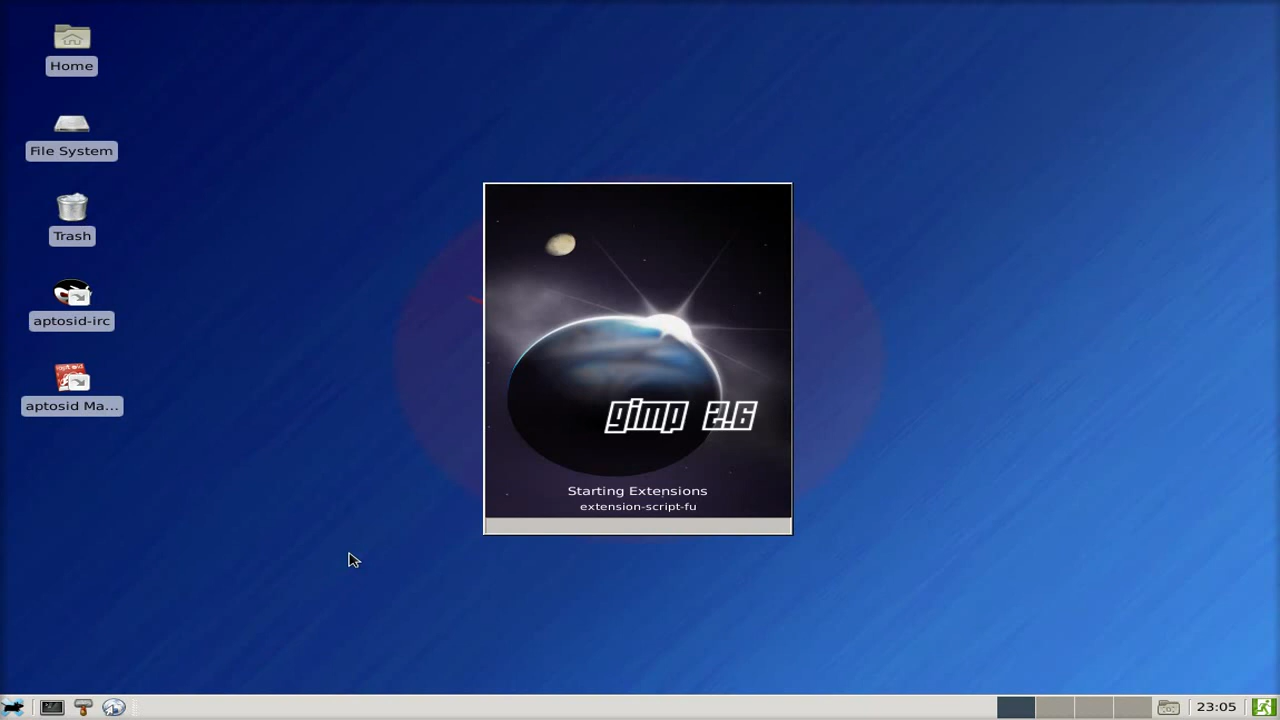 Home
File System
Trash
aptosid-irc
aptosid Ma...
gimp 2.6
Starting Extensions
extension-script-fu
23:05